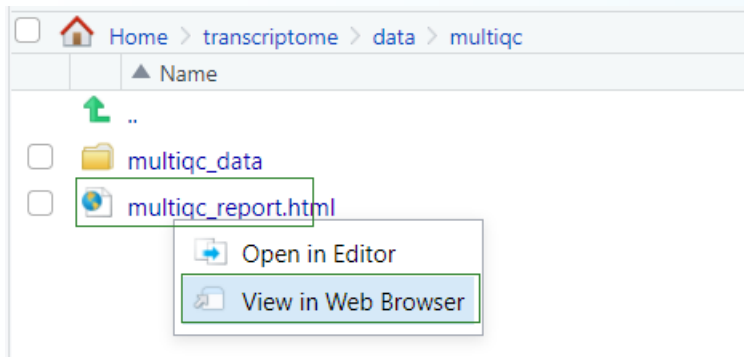 Home > transcriptome > data > multiqc
Name
..
multiqc_data
multiqc_report.html
Open in Editor
View in Web Browser